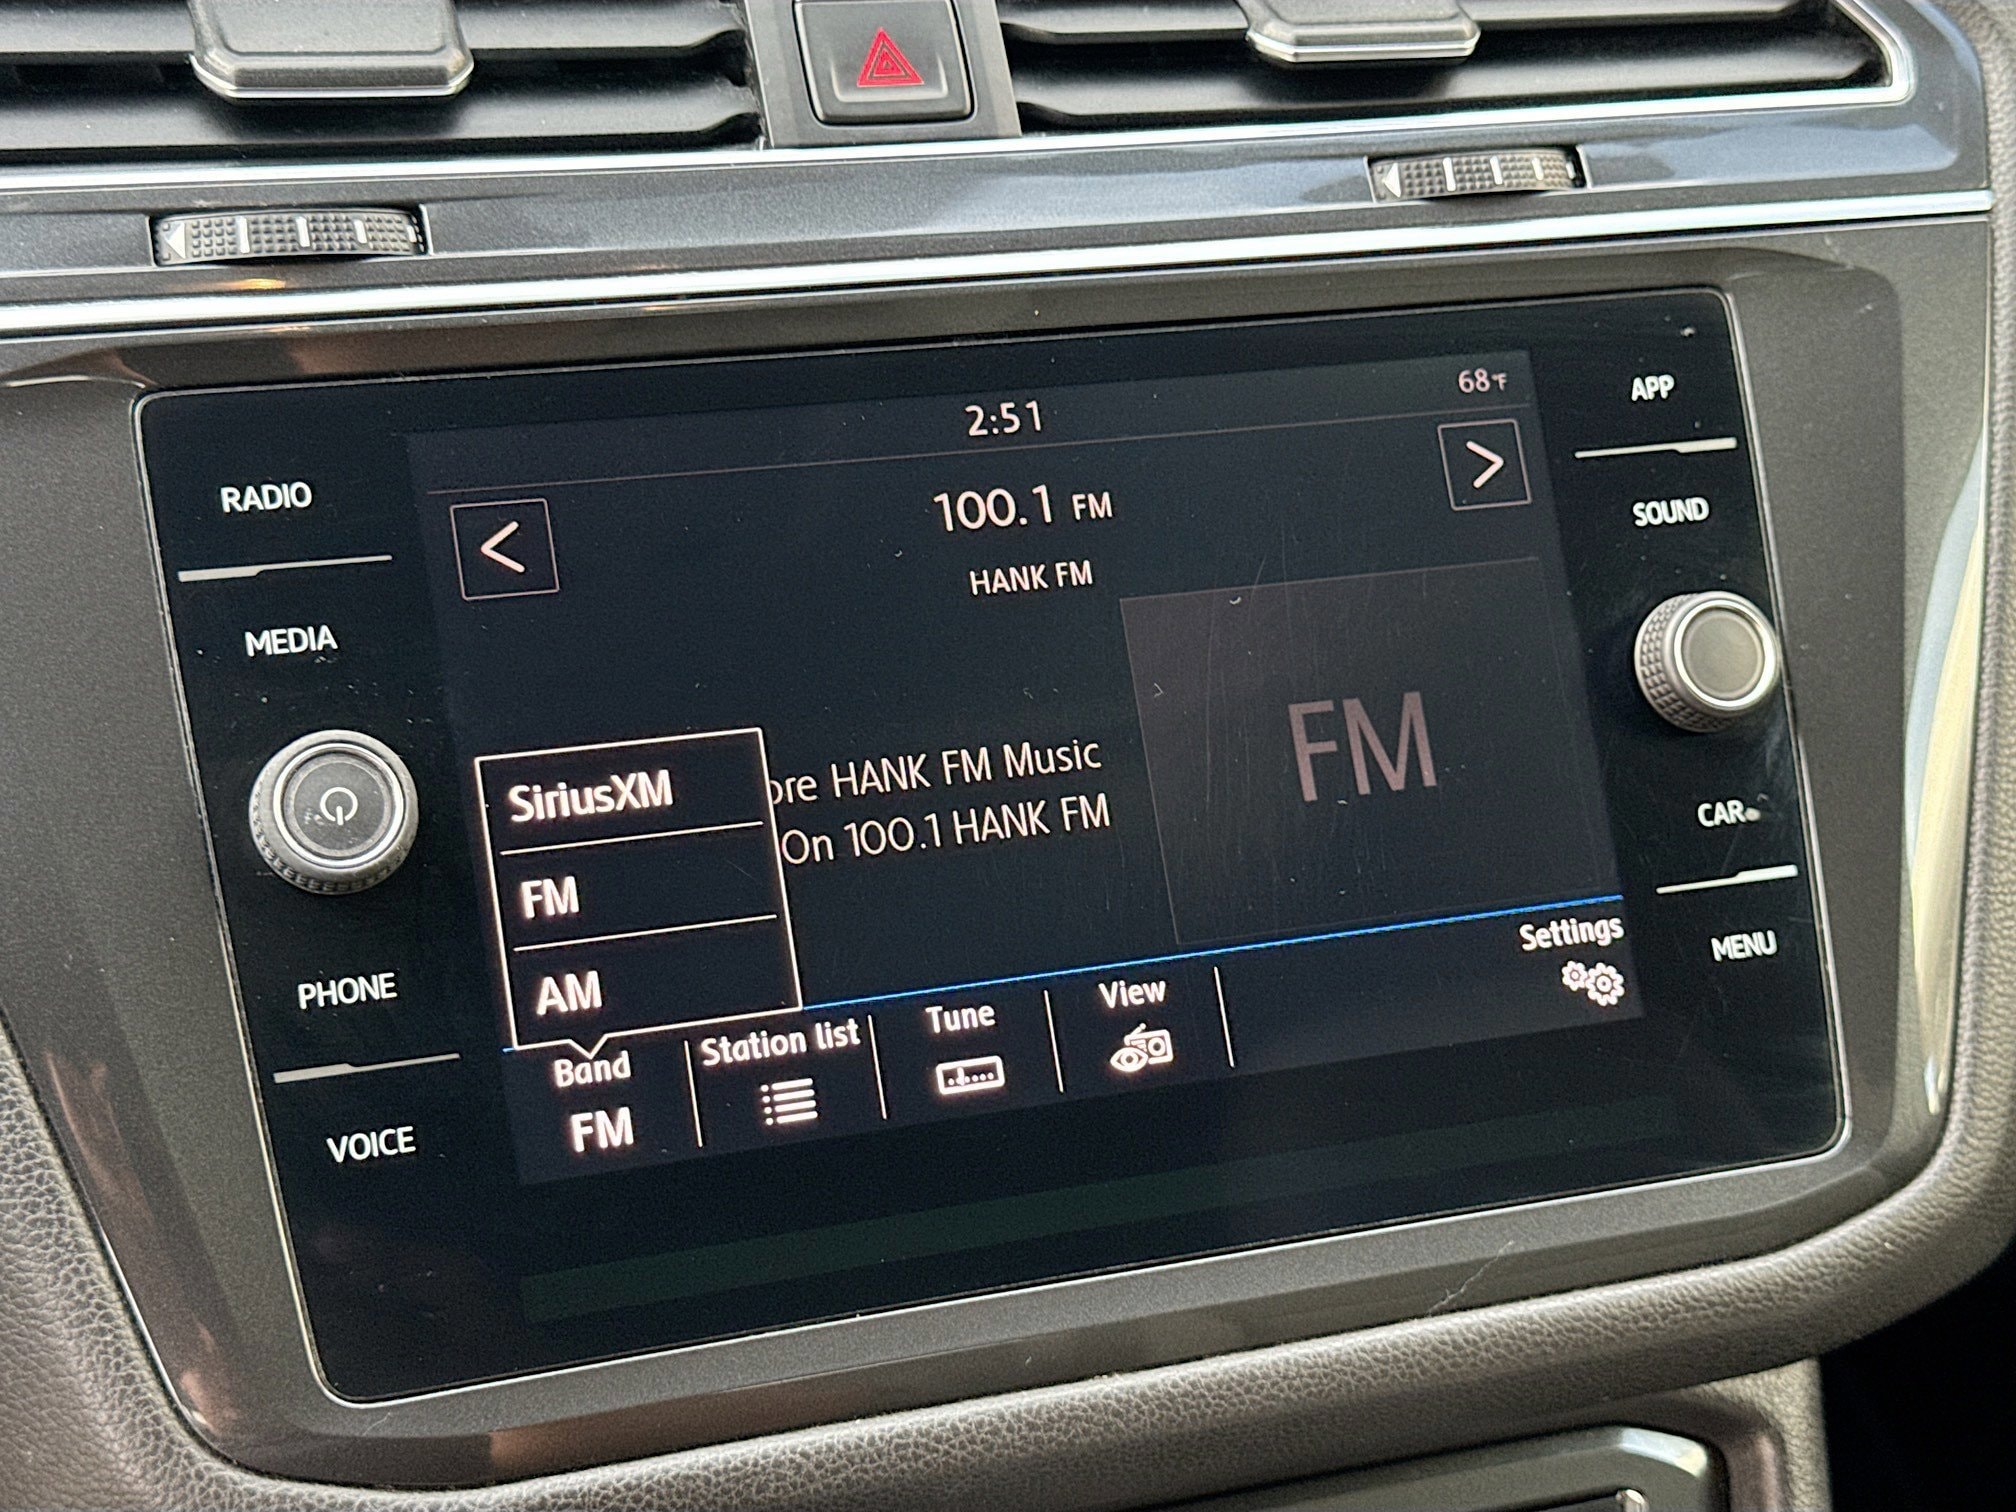 RADIO
MEDIA
PHONE
VOICE
2:51
68°F
100.1 FM
HANK FM
ore HANK FM Music
On 100.1 HANK FM
FM
SiriusXM
FM
AM
Band
FM
Station list
Tune
View
Settings
APP
SOUND
CAR
MENU